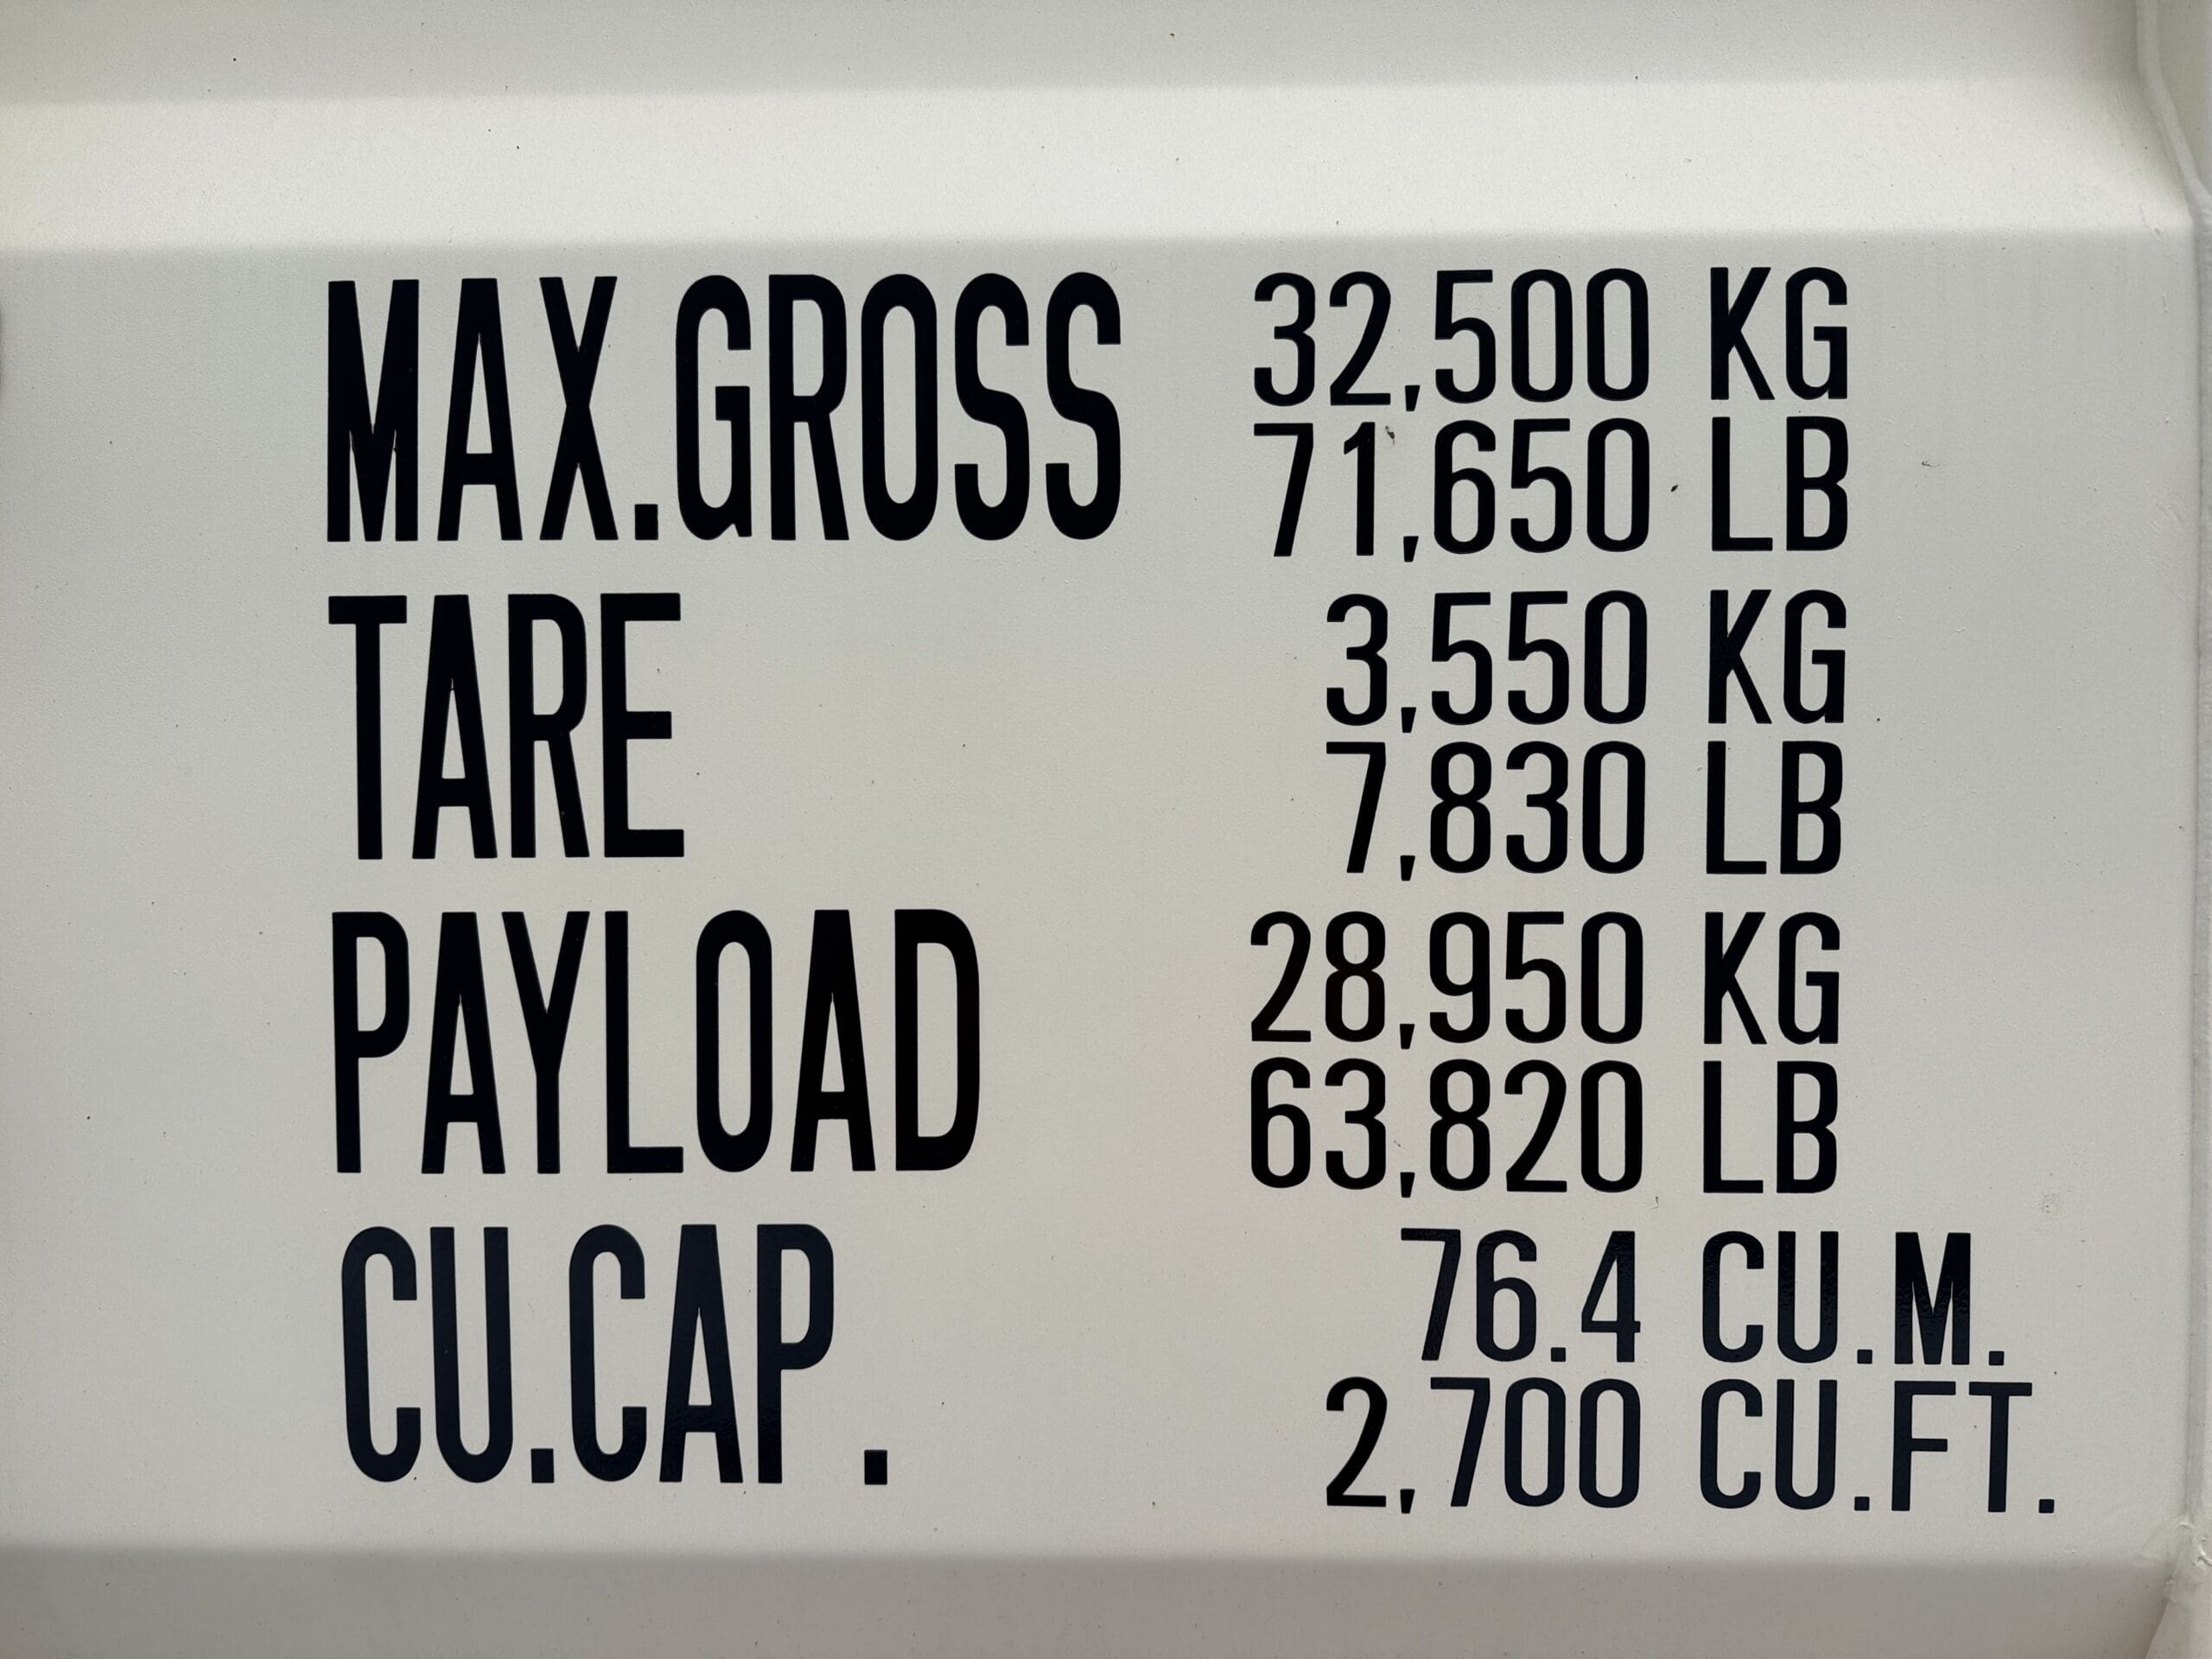 MAX.GROSS 32,500 KG
71,650 LB
TARE 3,550 KG
7,830 LB
PAYLOAD 28,950 KG
63,820 LB
CU.CAP. 76.4 CU.M.
2,700 CU.FT.